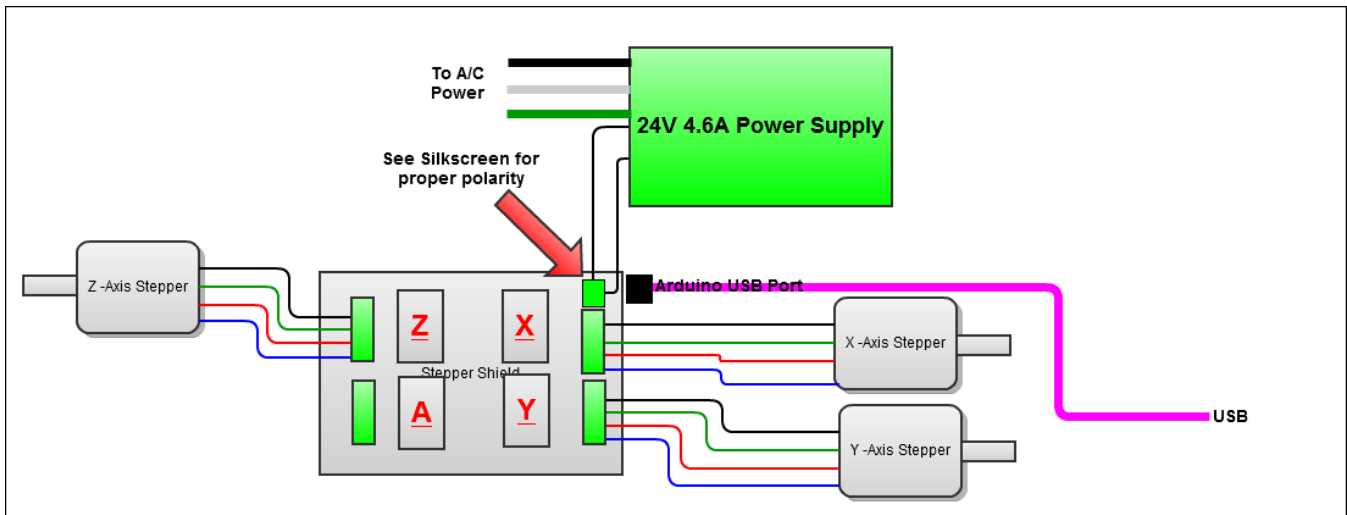 To A/C
Power
24V 4.6A Power Supply
See Silkscreen for
proper polarity
Z -Axis Stepper
Arduino USB Port
Z
X
X -Axis Stepper
Stepper Shield
A
Y
USB
Y -Axis Stepper